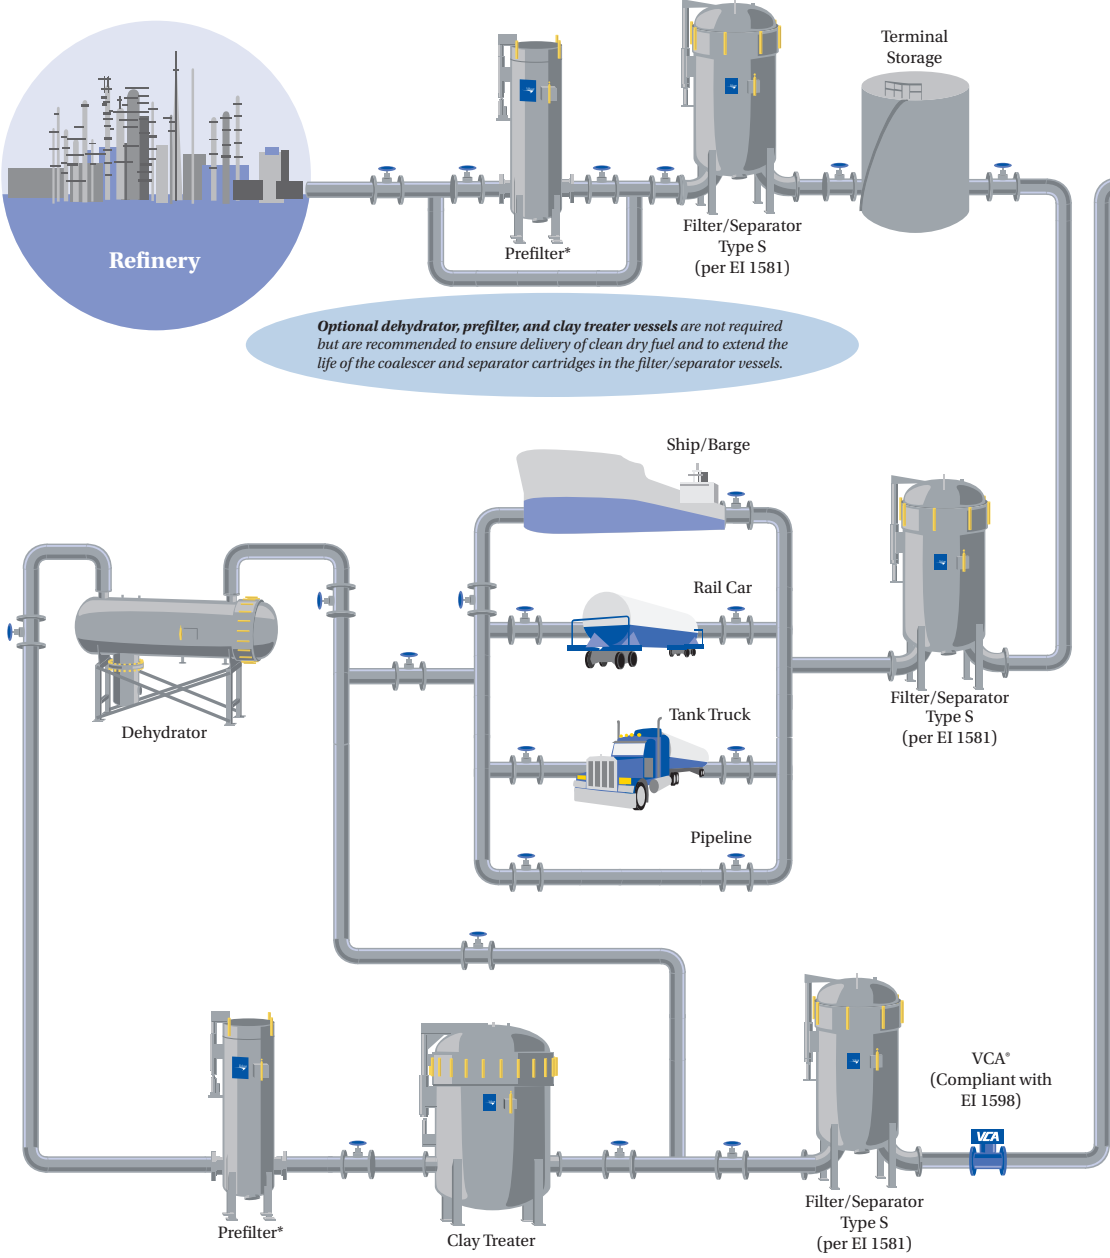 Terminal
Storage
Refinery
Prefilter*
Filter/Separator
Type S
(per EI 1581)
Optional dehydrator, prefilter, and clay treater vessels are not required
but are recommended to ensure delivery of clean dry fuel and to extend the
life of the coalescer and separator cartridges in the filter/separator vessels.
Ship/Barge
Rail Car
Filter/Separator
Type S
(per EI 1581)
Tank Truck
Dehydrator
Pipeline
VCA®
(Compliant with
EI 1598)
VCA
Prefilter*
Clay Treater
Filter/Separator
Type S
(per EI 1581)